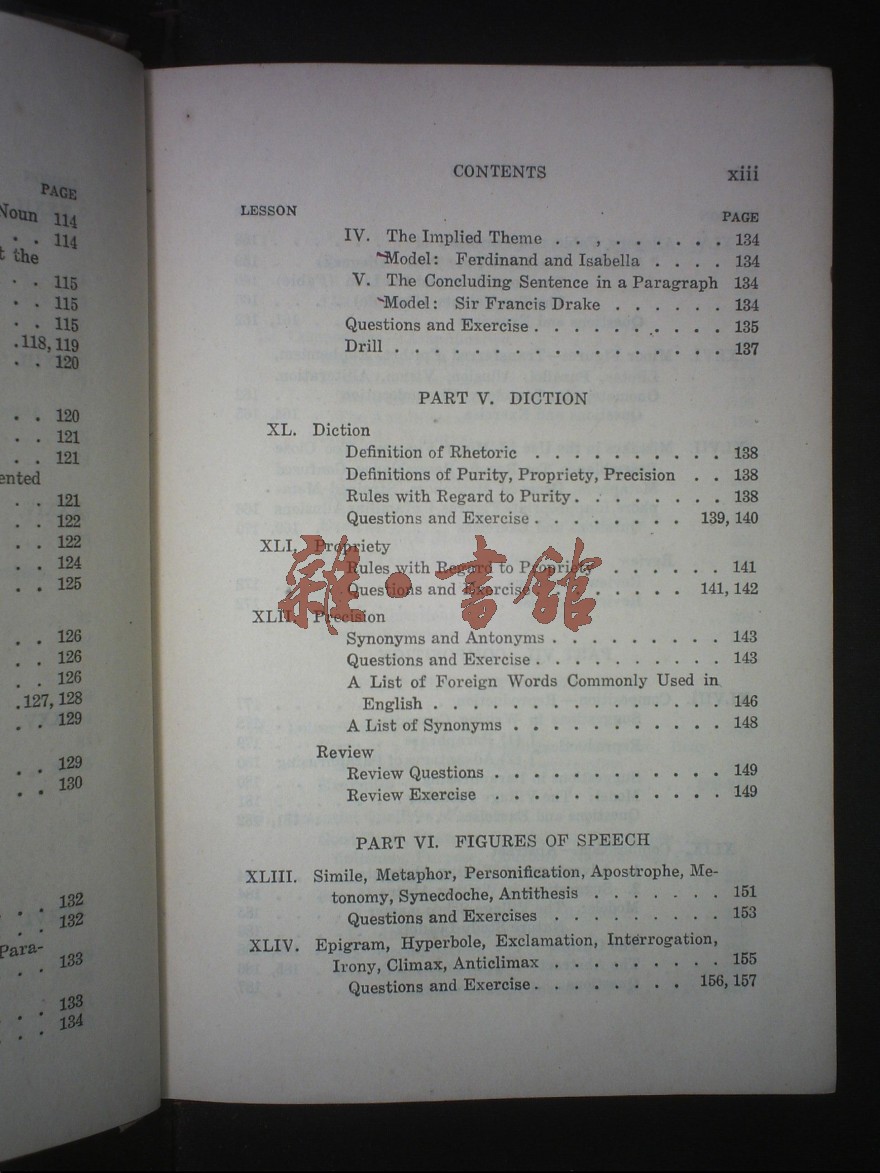 PAGE
Noun 114
. . 114
t the
. . 115
. . 115
. . 115
. 118, 119
. . 120
. . 120
. . 121
. . 121
ented
. . 121
. . 122
. . 122
. . 124
. . 125
. . 126
. . 126
. . 126
. 127, 128
. . 129
. . 129
. . 130
. . 132
. . 132
Para-
. . 133
. . 133
. . 134
CONTENTS xiii
LESSON PAGE
IV. The Implied Theme . . , . . . . . . . 134
Model: Ferdinand and Isabella . . . . 134
V. The Concluding Sentence in a Paragraph 134
Model: Sir Francis Drake . . . . . . 134
Questions and Exercise . . . . . . . . . . 135
Drill . . . . . . . . . . . . . . . . . 137
PART V. DICTION
XL. Diction
Definition of Rhetoric . . . . . . . . . . 138
Definitions of Purity, Propriety, Precision . . 138
Rules with Regard to Purity. . . . . . . . 138
Questions and Exercise . . . . . . . . 139, 140
XLI. Propriety
Rules with Regard to Propriety . . . . . . 141
Questions and Exercise . . . . . . . . 141, 142
XLII. Precision
Synonyms and Antonyms . . . . . . . . . 143
Questions and Exercise . . . . . . . . . . 143
A List of Foreign Words Commonly Used in
English . . . . . . . . . . . . . . . 146
A List of Synonyms . . . . . . . . . . . 148
Review
Review Questions . . . . . . . . . . . . 149
Review Exercise . . . . . . . . . . . . 149
PART VI. FIGURES OF SPEECH
XLIII. Simile, Metaphor, Personification, Apostrophe, Me-
tonomy, Synecdoche, Antithesis . . . . . . . 151
Questions and Exercises . . . . . . . . . 153
XLIV. Epigram, Hyperbole, Exclamation, Interrogation,
Irony, Climax, Anticlimax . . . . . . . . . 155
Questions and Exercise . . . . . . . . 156, 157
雜·書館